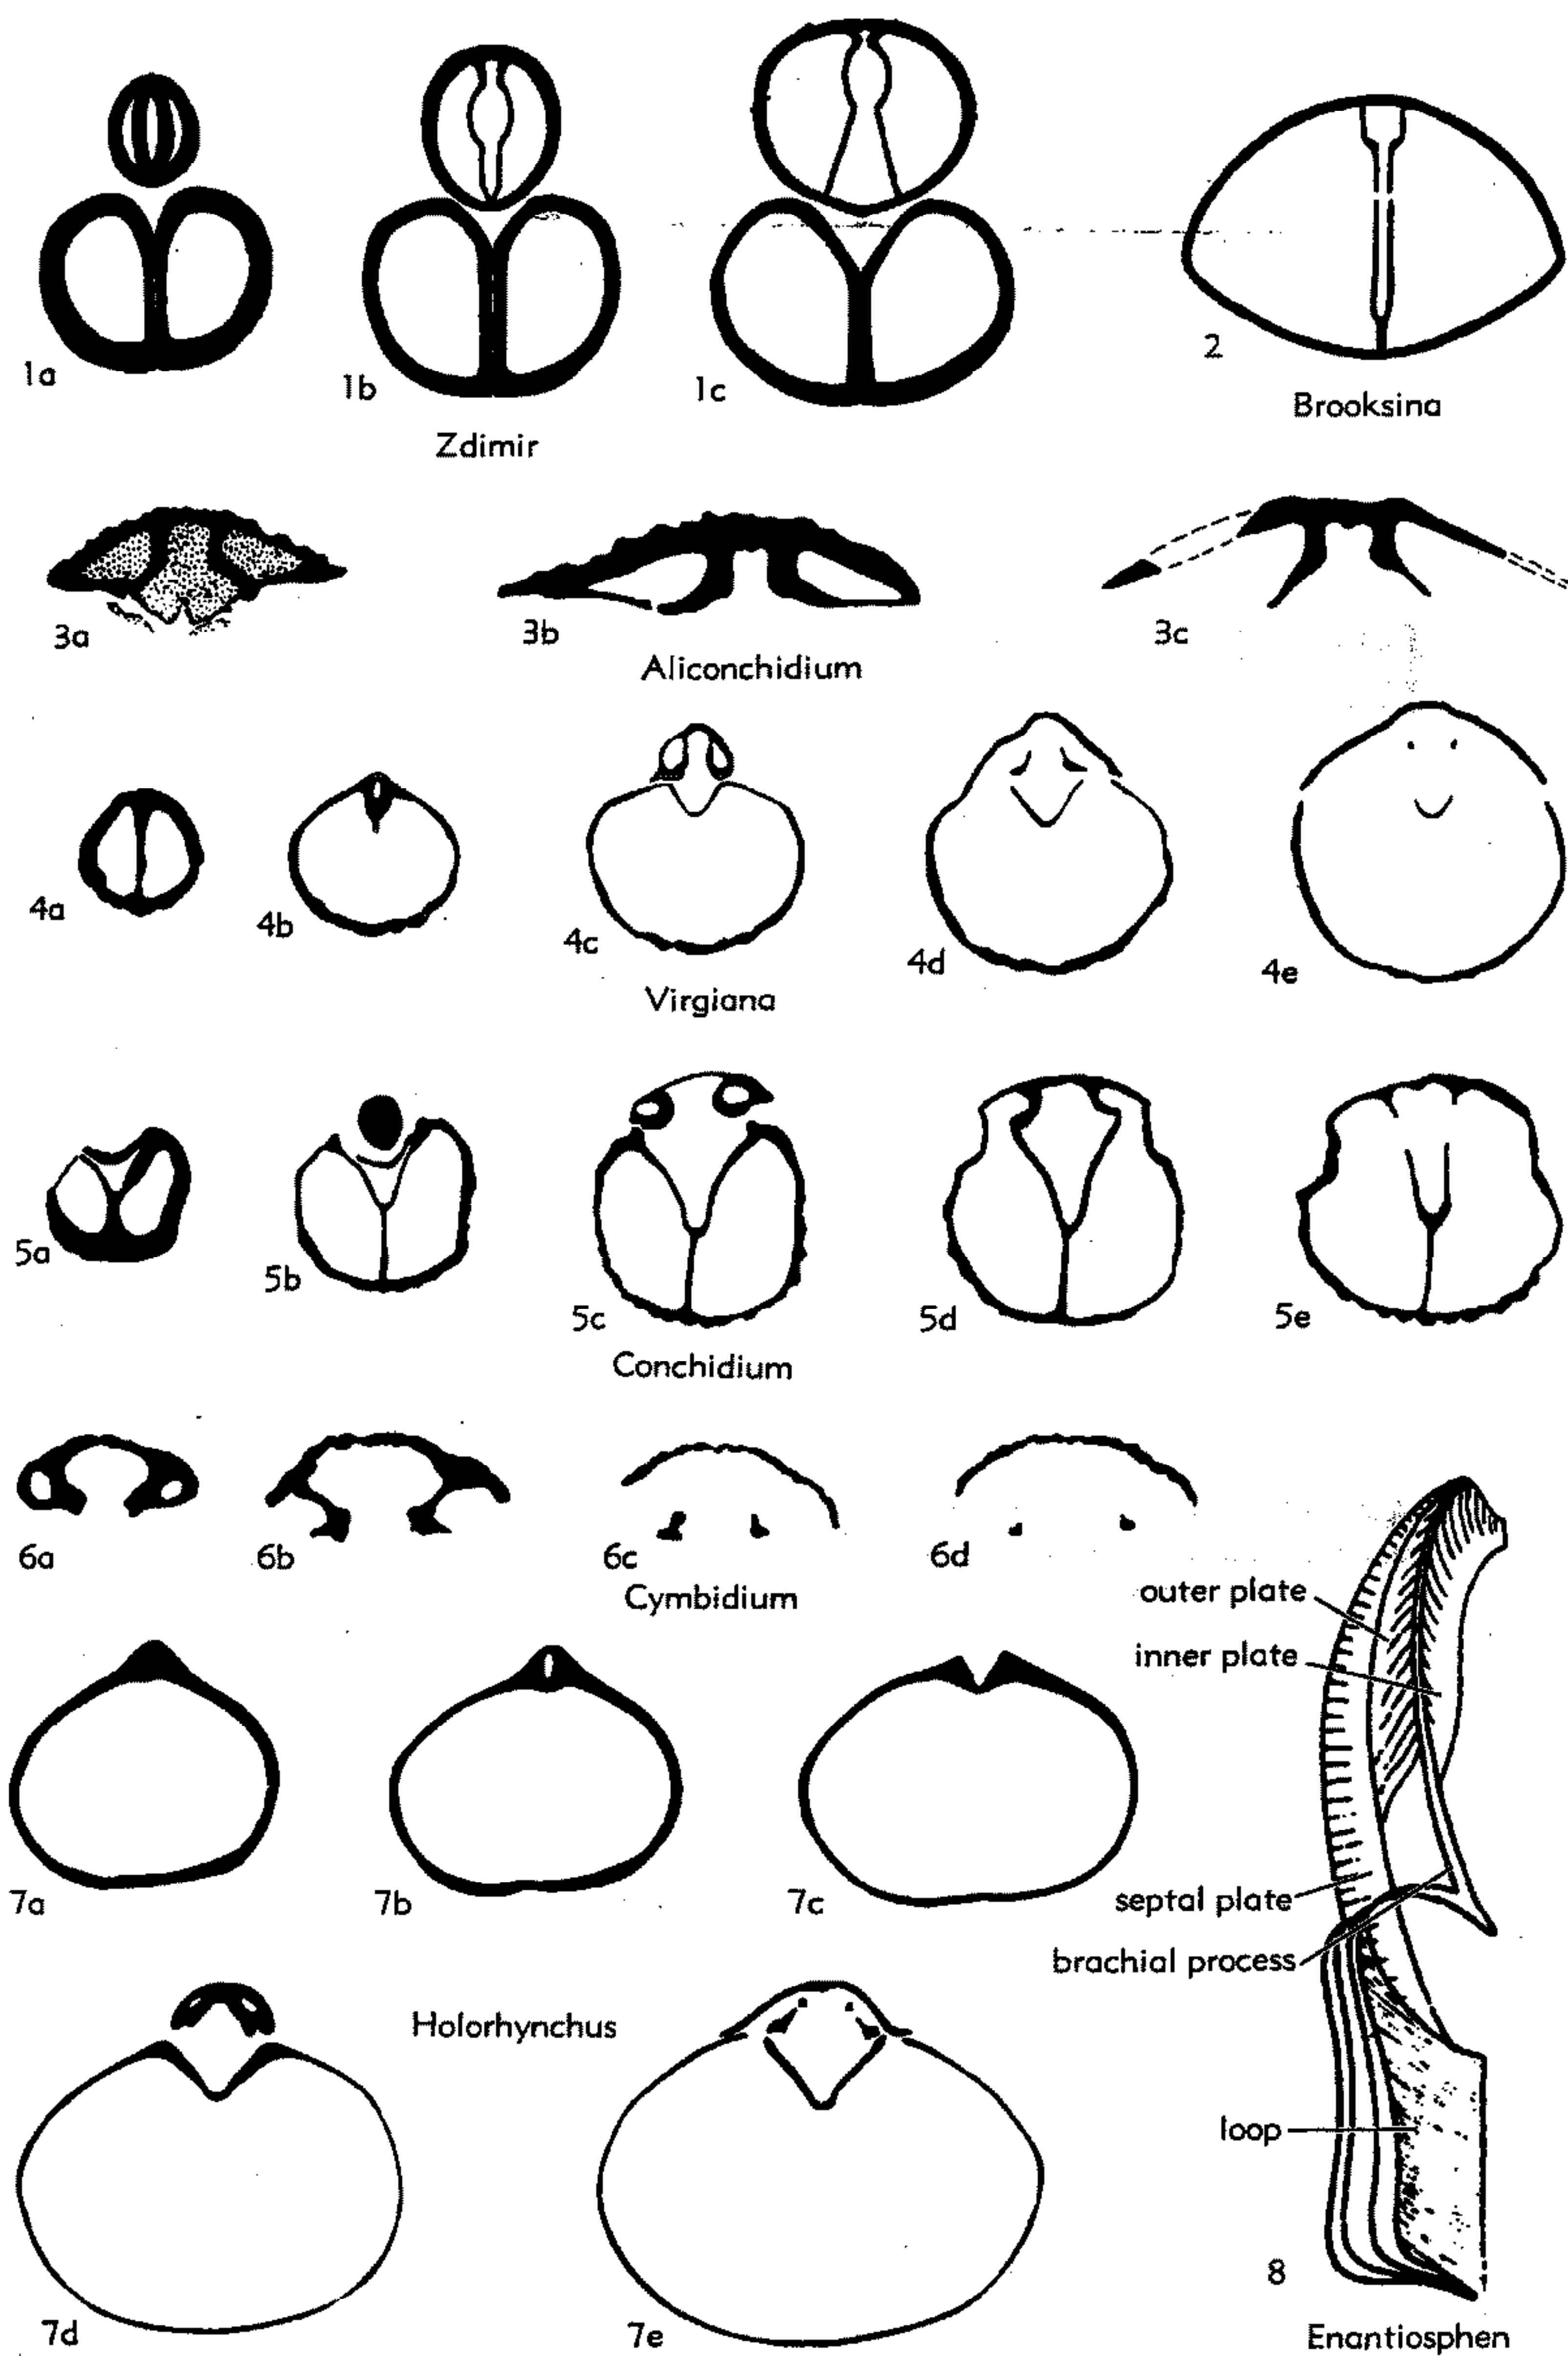 1a
1b
1c
2
Zdimir
Brooksina
3a
3b
3c
Aliconchidium
4a
4b
4c
4d
4e
Virgiana
5a
5b
5c
5d
5e
Conchidium
6a
6b
6c
6d
Cymbidium
outer plate
inner plate
7a
7b
7c
septal plate
brachial process
Holorhynchus
loop
7d
7e
8
Enantiosphen